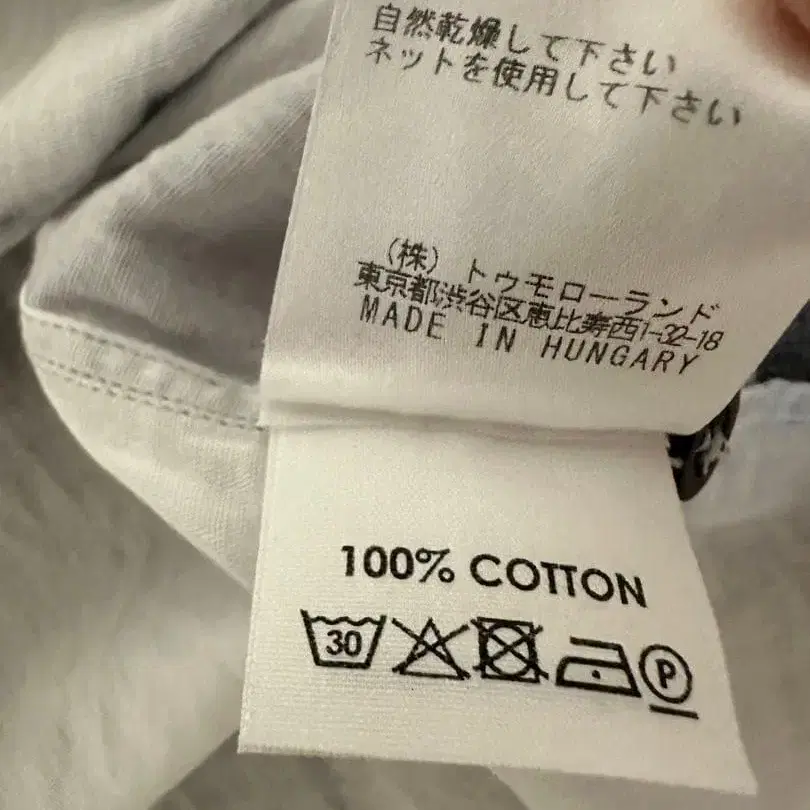 自然乾燥して下さい
ネットを使用して下さい
(株) トゥモローランド
東京都渋谷区恵比寿西1-32-18
MADE IN HUNGARY
100% COTTON
30 P